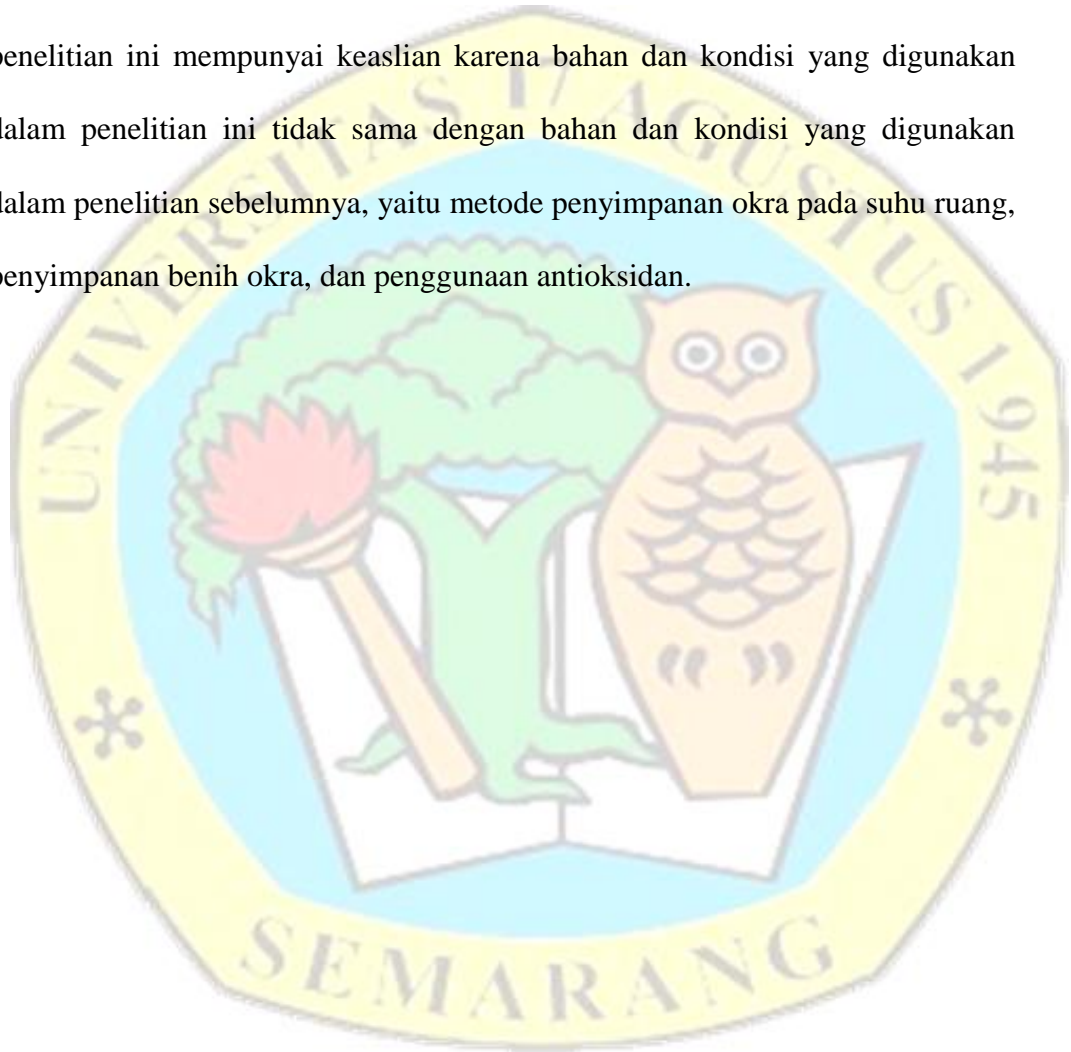 penelitian ini mempunyai keaslian karena bahan dan kondisi yang digunakan
dalam penelitian ini tidak sama dengan bahan dan kondisi yang digunakan
dalam penelitian sebelumnya, yaitu metode penyimpanan okra pada suhu ruang,
penyimpanan benih okra, dan penggunaan antioksidan.
UNIVERSITAS 17 AGUSTUS 1945
SEMARANG